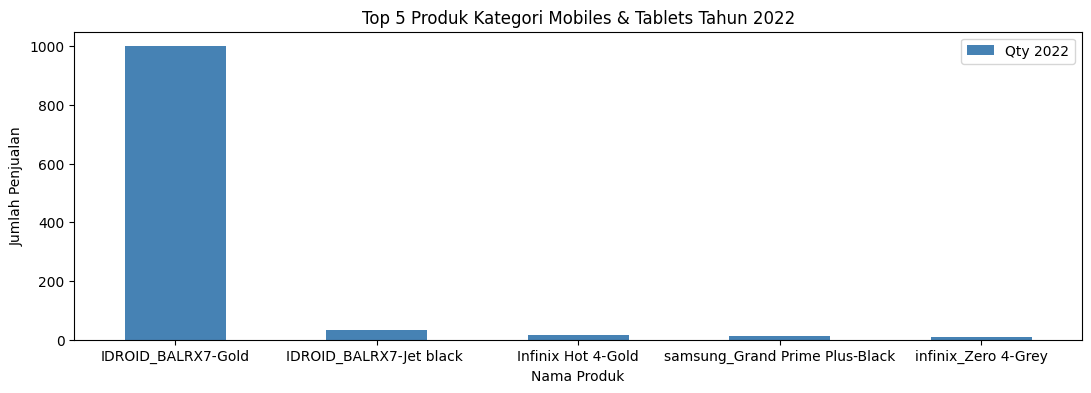 Top 5 Produk Kategori Mobiles & Tablets Tahun 2022
Qty 2022
Jumlah Penjualan
1000
800
600
400
200
0
IDROID_BALRX7-Gold
IDROID_BALRX7-Jet black
Infinix Hot 4-Gold
samsung_Grand Prime Plus-Black
infinix_Zero 4-Grey
Nama Produk